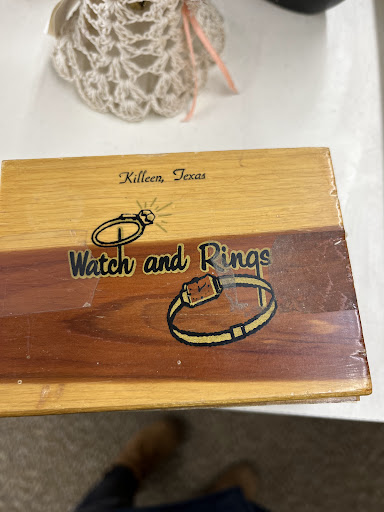 Killeen, Texas
Watch and Rings